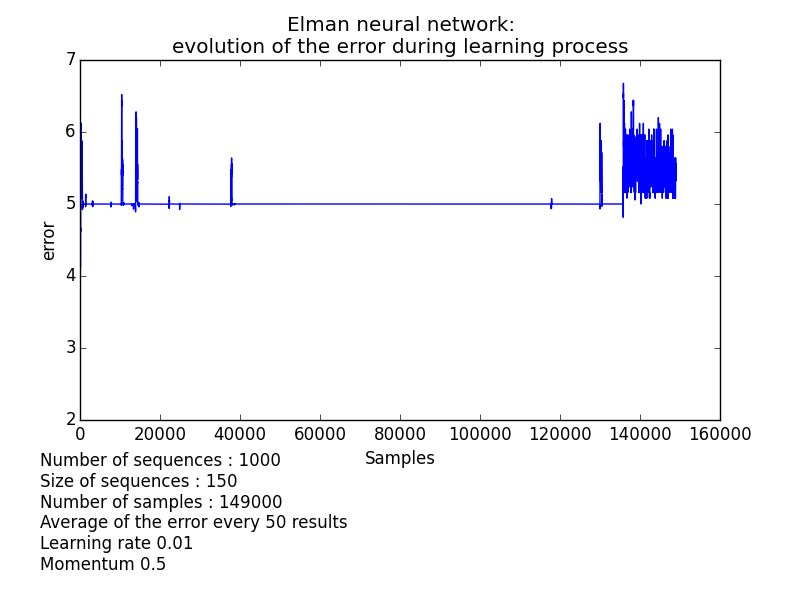 Elman neural network:
evolution of the error during learning process
7
6
5
4
3
2
error
0 20000 40000 60000 80000 100000 120000 140000 160000
Samples
Number of sequences : 1000
Size of sequences : 150
Number of samples : 149000
Average of the error every 50 results
Learning rate 0.01
Momentum 0.5